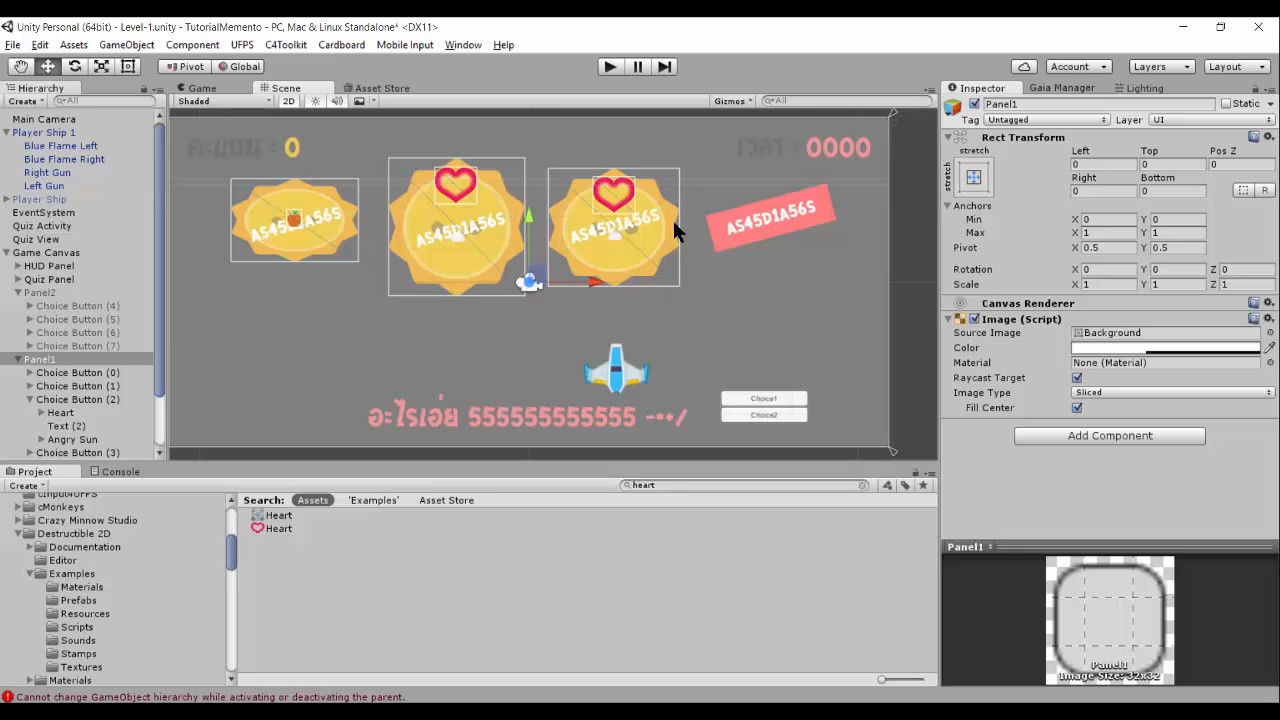 Unity Personal (64bit) - Level-1.unity - TutorialMemento - PC, Mac & Linux Standalone* <DX11>
File Edit Assets GameObject Component UFPS C4Toolkit Cardboard Mobile Input Window Help
Pivot Global Account Layers Layout
Hierarchy Game Scene Asset Store Inspector Gaia Manager Lighting
Create All Shaded 2D Gizmos All Panel1 Static
Tag Untagged Layer UI
Main Camera
Player Ship 1
Blue Flame Left
Blue Flame Right
Right Gun
Left Gun
Player Ship
EventSystem
Quiz Activity
Quiz View
Game Canvas
HUD Panel
Quiz Panel
Panel2
Choice Button (4)
Choice Button (5)
Choice Button (6)
Choice Button (7)
Panel1
Choice Button (0)
Choice Button (1)
Choice Button (2)
Heart
Text (2)
Angry Sun
Choice Button (3)
คะแนน : 0
เวลา : 0000
AS45D1A56S
AS45D1A56S
AS45D1A56S
อะไรเอ่ย 555555555555 -**/
Choice1
Choice2
Rect Transform
stretch Left Top Pos Z
stretch
0 0 0
Right Bottom
0 0 R
Anchors
Min X 0 Y 0
Max X 1 Y 1
Pivot X 0.5 Y 0.5
Rotation X 0 Y 0 Z 0
Scale X 1 Y 1 Z 1
Canvas Renderer
Image (Script)
Source Image Background
Color
Material None (Material)
Raycast Target
Image Type Sliced
Fill Center
Add Component
Project Console
Create heart
Search: Assets 'Examples' Asset Store
Heart
Heart
cMonkeys
Crazy Minnow Studio
Destructible 2D
Documentation
Editor
Examples
Materials
Prefabs
Resources
Scripts
Sounds
Stamps
Textures
Materials
Panel1
Panel1
Image Size: 32x32
Cannot change GameObject hierarchy while activating or deactivating the parent.